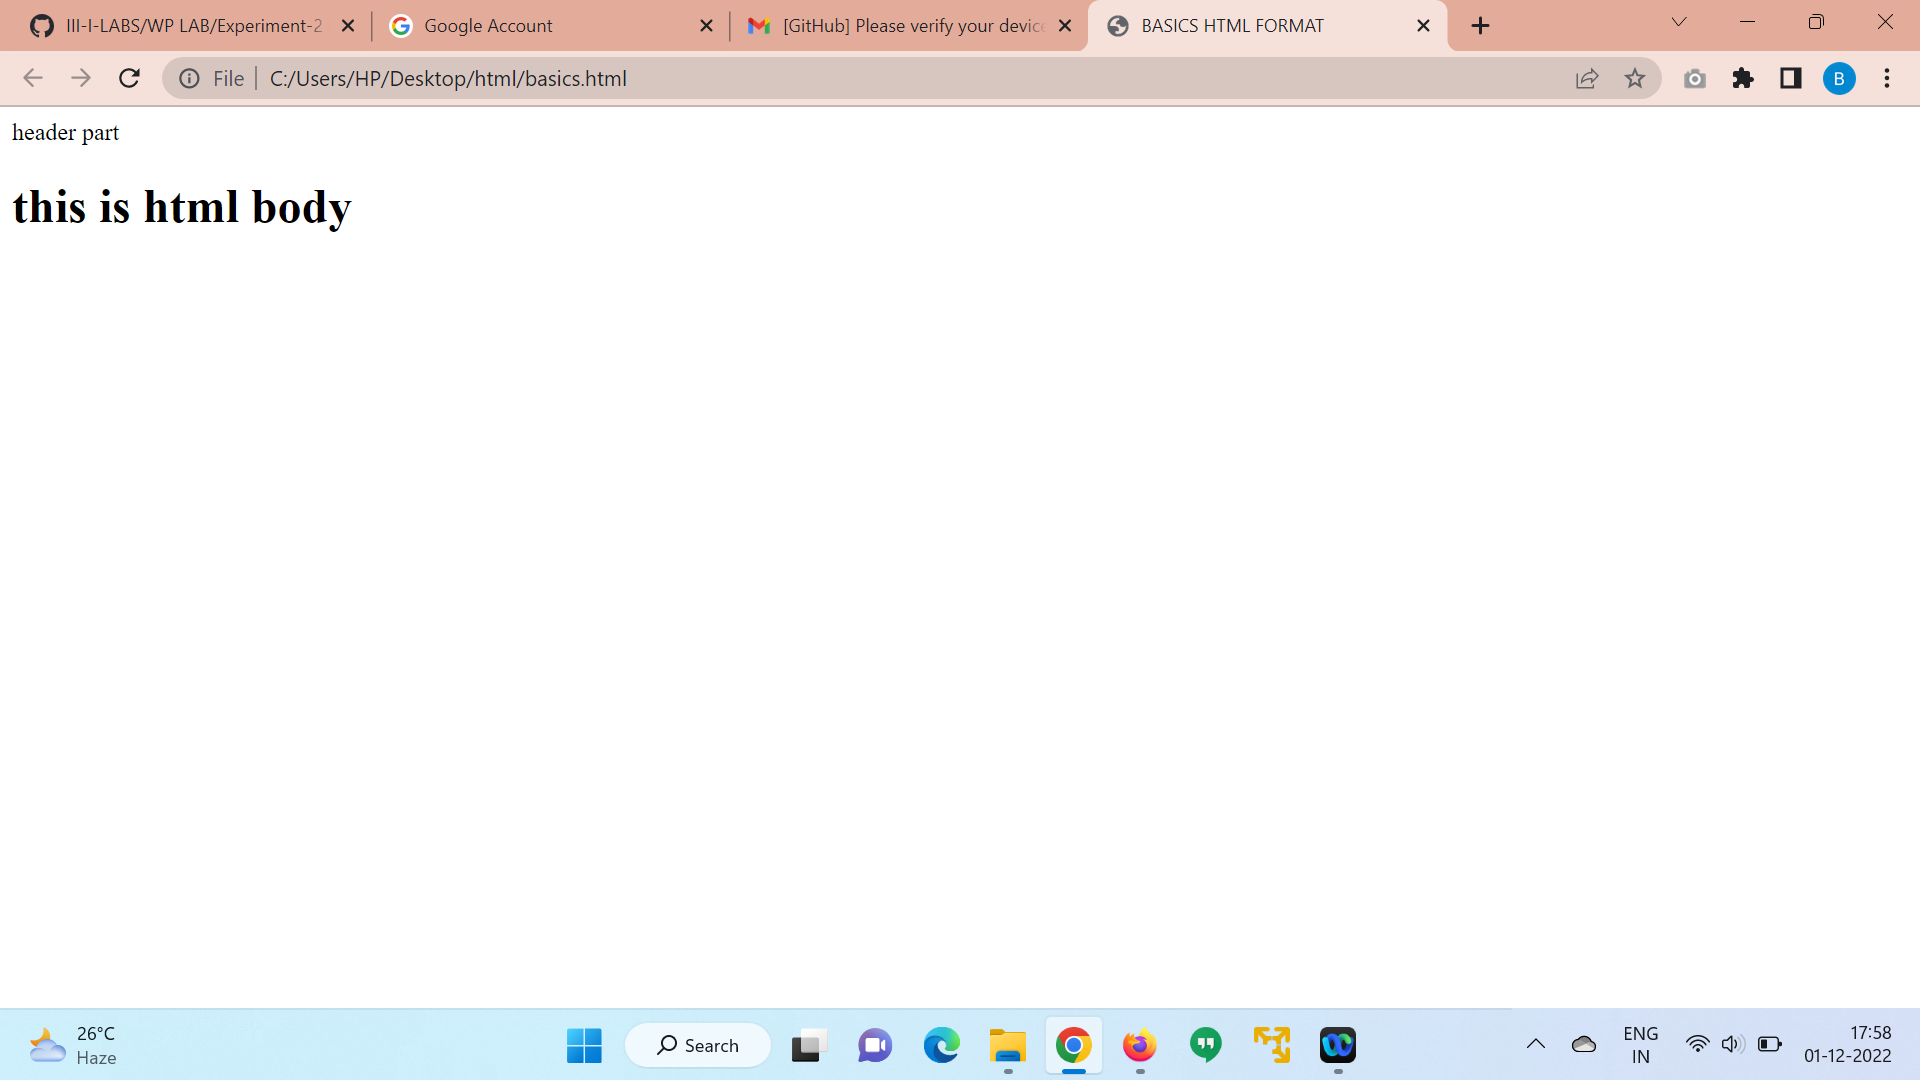 III-I-LABS/WP LAB/Experiment-2
Google Account
[GitHub] Please verify your device
BASICS HTML FORMAT
File
C:/Users/HP/Desktop/html/basics.html
B
header part
this is html body
26°C
Haze
Search
ENG
IN
17:58
01-12-2022